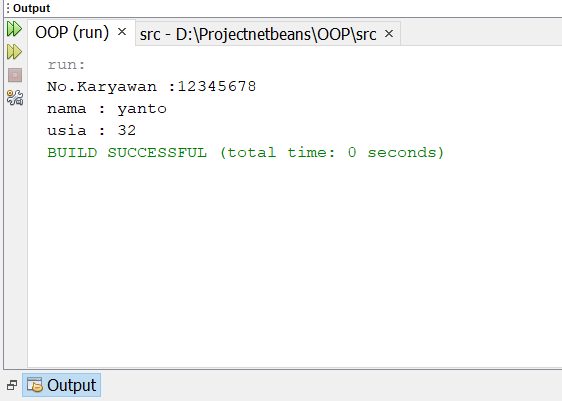 Output
OOP (run) × src - D:\Projectnetbeans\OOP\src ×
run:
No.Karyawan :12345678
nama : yanto
usia : 32
BUILD SUCCESSFUL (total time: 0 seconds)
Output